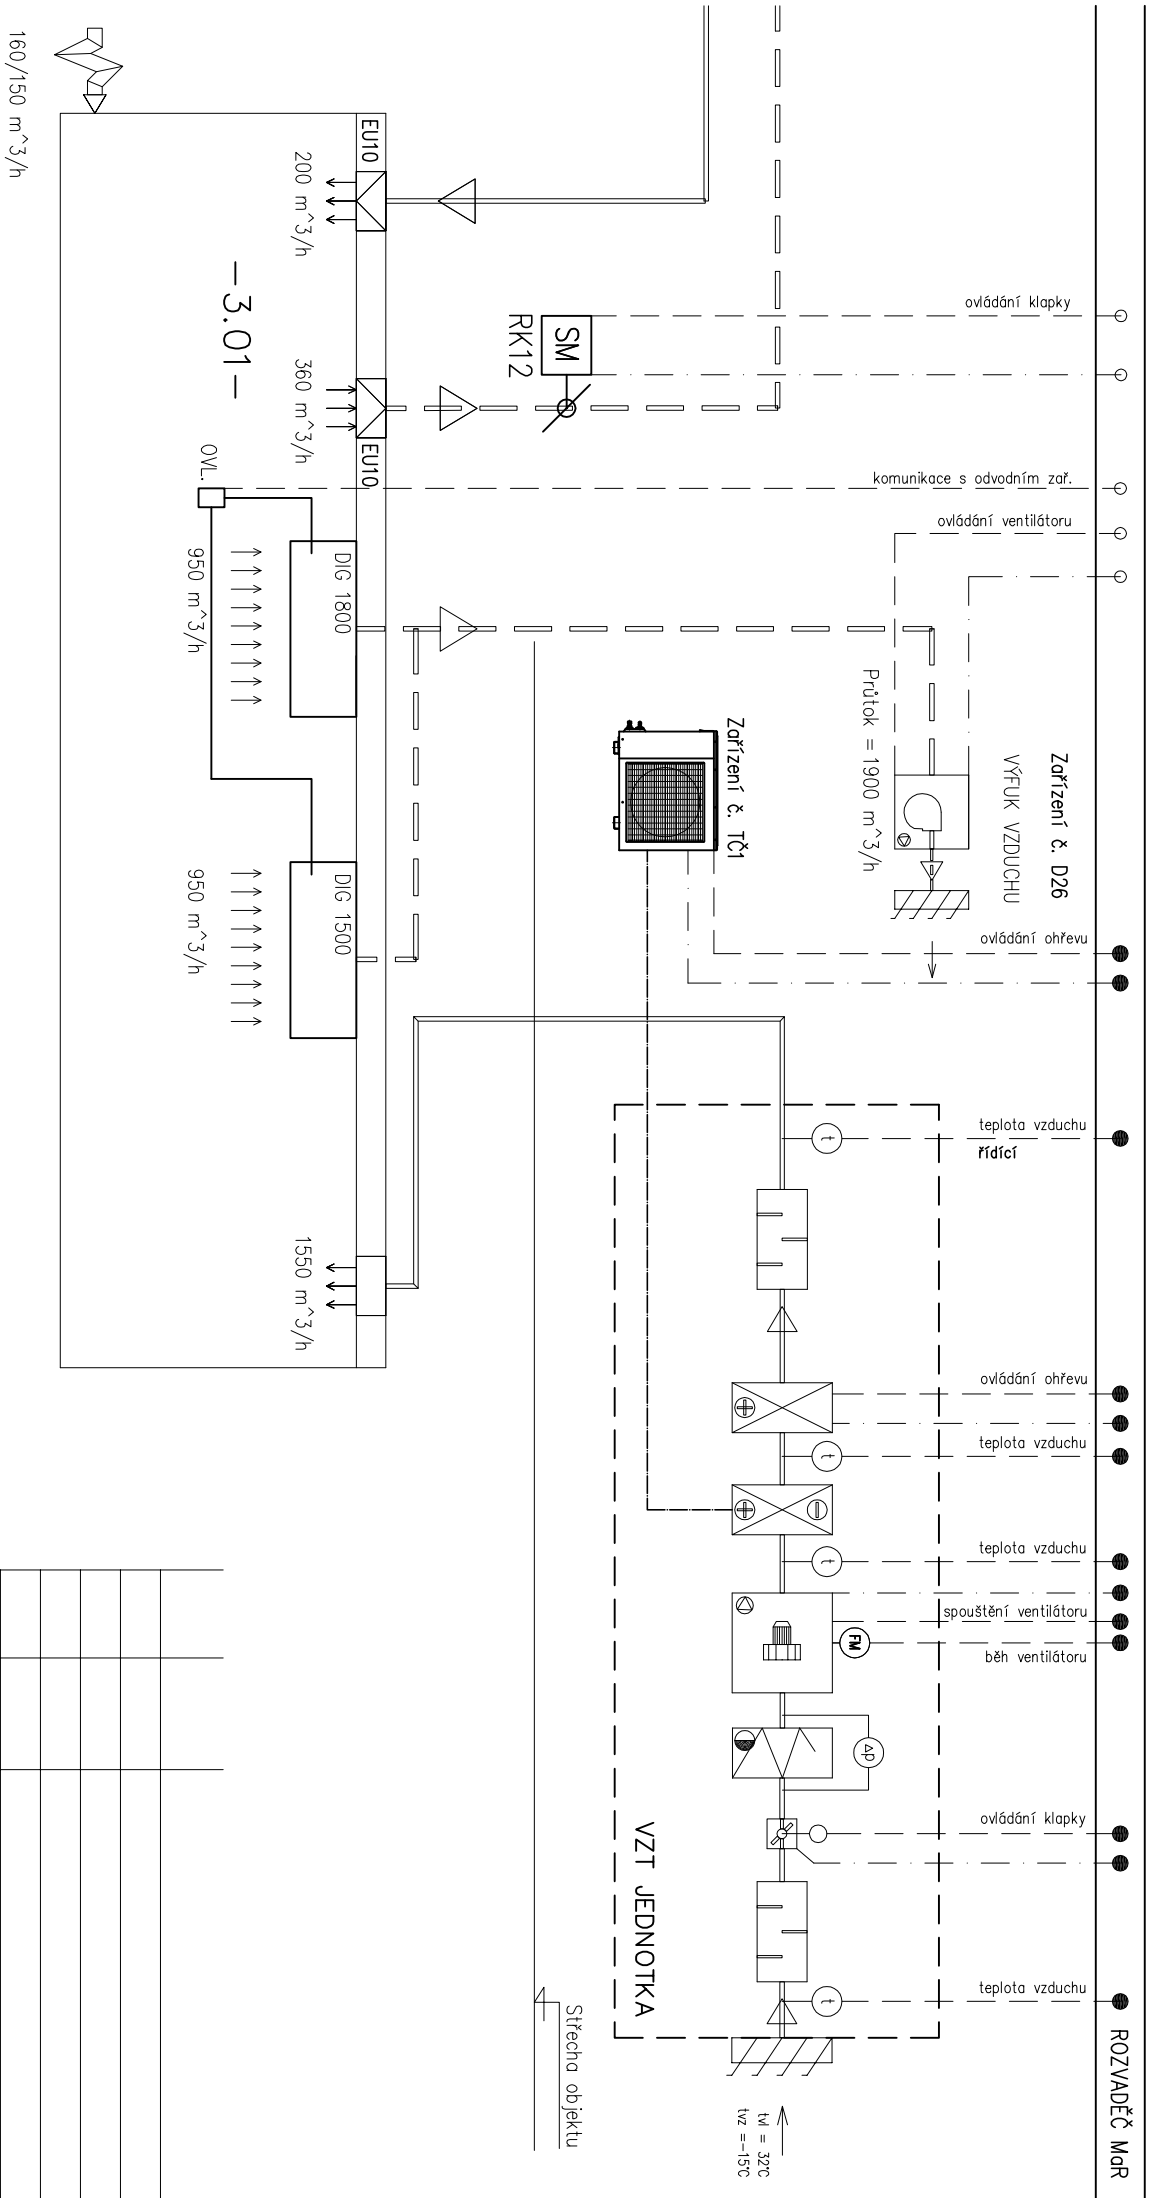 ROZVADĚČ MaR
ovládání klapky
komunikace s odvodním zař.
ovládání ventilátoru
ovládání ohřevu
teplota vzduchu
řídící
ovládání ohřevu
teplota vzduchu
teplota vzduchu
spouštění ventilátoru
běh ventilátoru
ovládání klapky
teplota vzduchu
Zařízení č. D26
VÝFUK VZDUCHU
Průtok = 1900 m^3/h
Zařízení č. TČ1
t
t
t
FM
Δp
t
VZT JEDNOTKA
tvl = 32°C
tvz =-15°C
Střecha objektu
SM
RK12
EU10
200 m^3/h
360 m^3/h
EU10
-3.01-
OVL.
DIG 1800
950 m^3/h
DIG 1500
950 m^3/h
1550 m^3/h
160/150 m^3/h